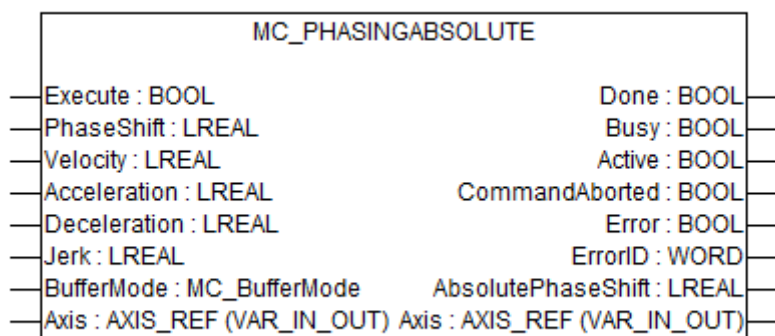 MC_PHASINGABSOLUTE
Execute : BOOL Done : BOOL
PhaseShift : LREAL Busy : BOOL
Velocity : LREAL Active : BOOL
Acceleration : LREAL CommandAborted : BOOL
Deceleration : LREAL Error : BOOL
Jerk : LREAL ErrorID : WORD
BufferMode : MC_BufferMode AbsolutePhaseShift : LREAL
Axis : AXIS_REF (VAR_IN_OUT) Axis : AXIS_REF (VAR_IN_OUT)